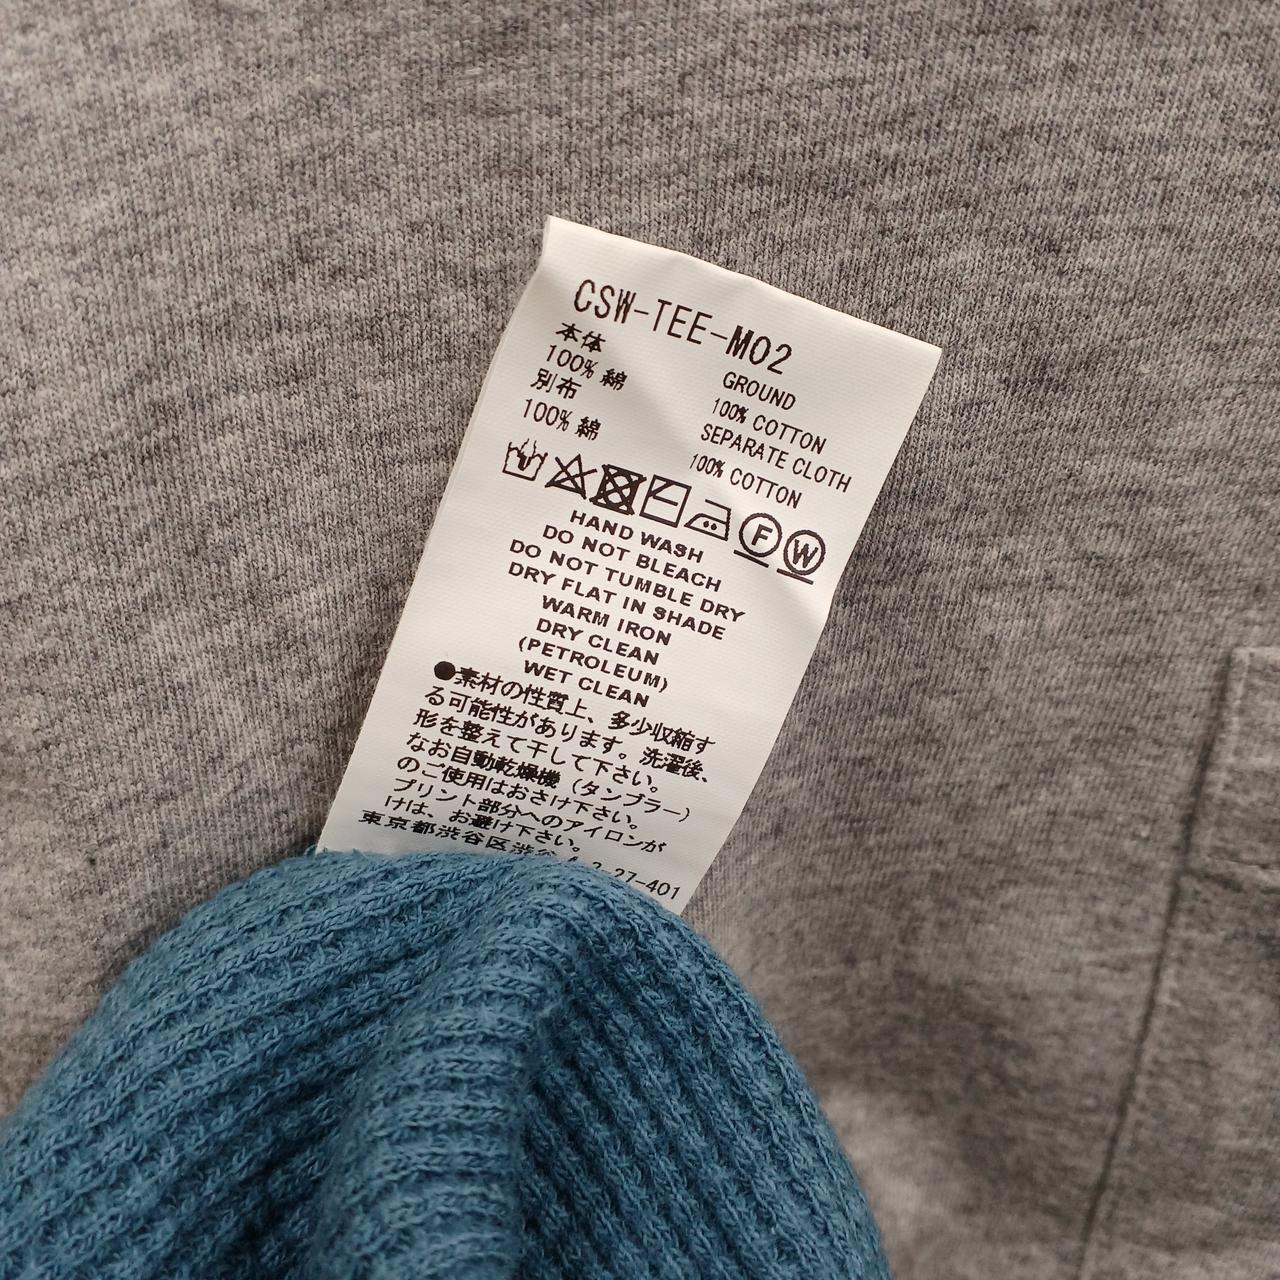 CSW-TEE-M02
本体
100% 綿
別布
100% 綿
GROUND
100% COTTON
SEPARATE CLOTH
100% COTTON
F W
HAND WASH
DO NOT BLEACH
DO NOT TUMBLE DRY
DRY FLAT IN SHADE
WARM IRON
DRY CLEAN
(PETROLEUM)
WET CLEAN
●素材の性質上、多少収縮す
る可能性があります。洗濯後、
形を整えて干して下さい。
なお自動乾燥機（タンブラー）
のご使用はおさけ下さい。
プリント部分へのアイロンが
けは、お避け下さい。
東京都渋谷区渋谷 -27-401